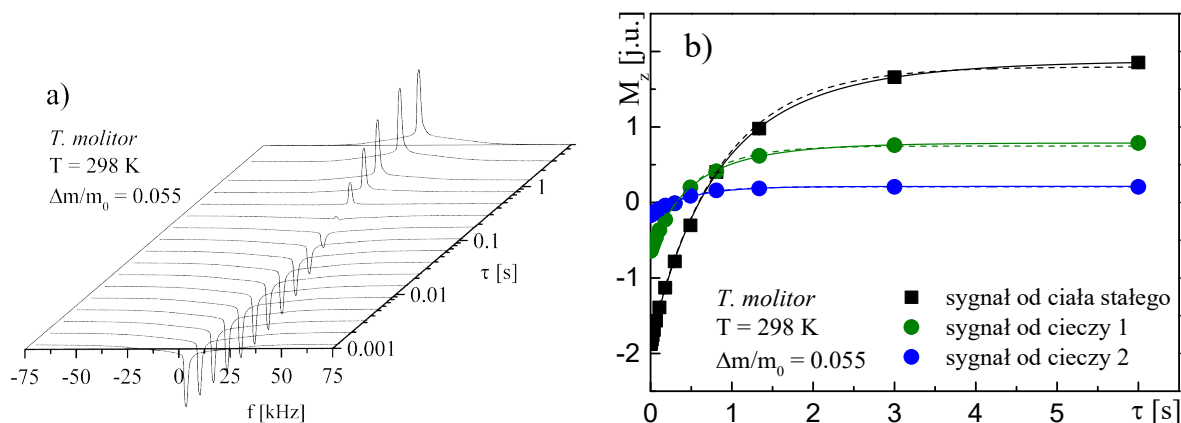 a)
T. molitor
T = 298 K
Δm/m₀ = 0.055
1
0.1
τ [s]
0.01
0.001
-75 -50 -25 0 25 50 75
f [kHz]
b)
M_z [j.u.]
1
0
-1
-2
T. molitor
T = 298 K
Δm/m₀ = 0.055
sygnał od ciała stałego
sygnał od cieczy 1
sygnał od cieczy 2
0 1 2 3 4 5 τ [s]